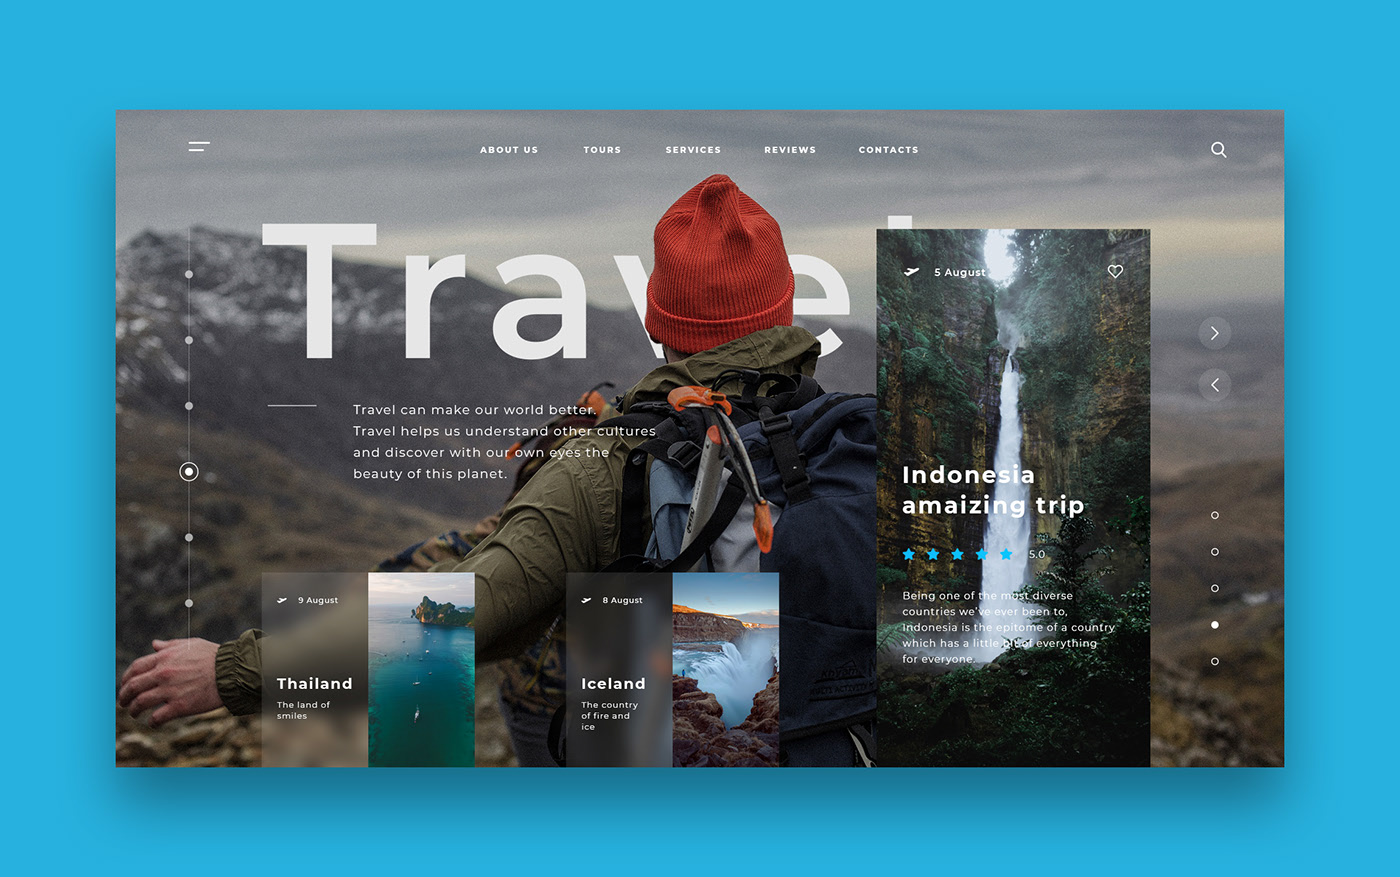 ABOUT US TOURS SERVICES REVIEWS CONTACTS
Travel
Travel can make our world better.
Travel helps us understand other cultures
and discover with our own eyes the
beauty of this planet.
9 August
Thailand
The land of
smiles
8 August
Iceland
The country
of fire and
ice
5 August
Indonesia
amaizing trip
5.0
Being one of the most diverse
countries we've ever been to,
Indonesia is the epitome of a country
which has a little bit of everything
for everyone.